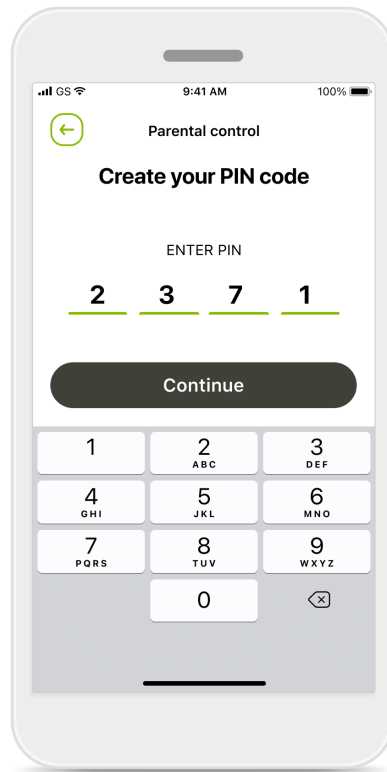 GS 9:41 AM 100%
Parental control
Create your PIN code
ENTER PIN
2 3 7 1
Continue
1 2 3
ABC DEF
4 5 6
GHI JKL MNO
7 8 9
PQRS TUV WXYZ
0